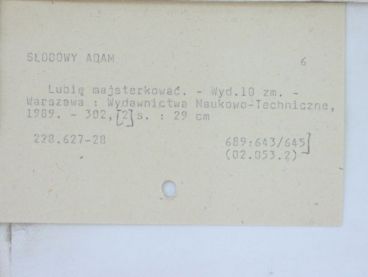 SŁODOWY ADAM
6
Lubię majsterkować. - Wyd.10 zm. -
Warszawa : Wydawnictwa Naukowo-Techniczne,
1989. - 302,[2]s. : 29 cm
228.627-28
689:643/645]
(02.053.2)